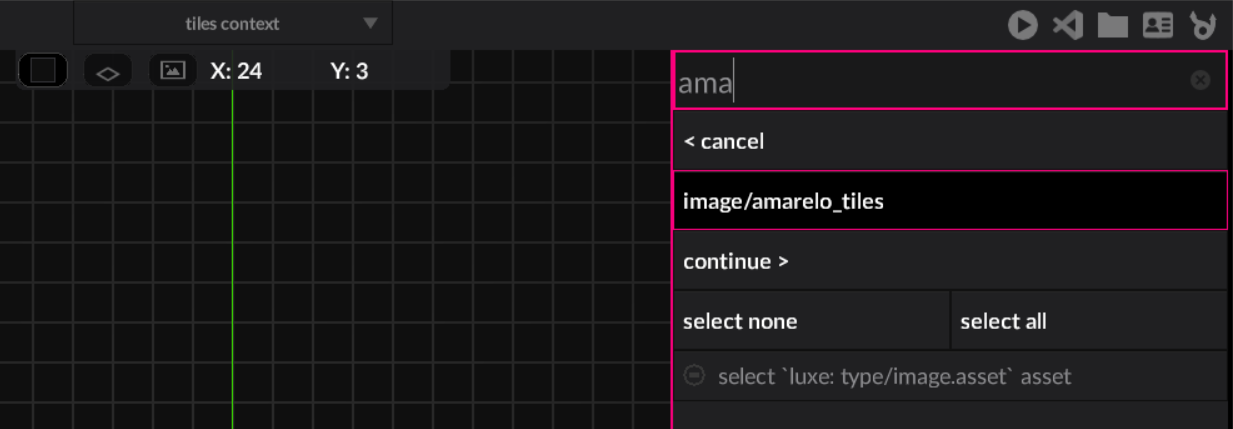 tiles context
X: 24 Y: 3
ama
< cancel
image/amarelo_tiles
continue >
select none select all
select `luxe: type/image.asset` asset